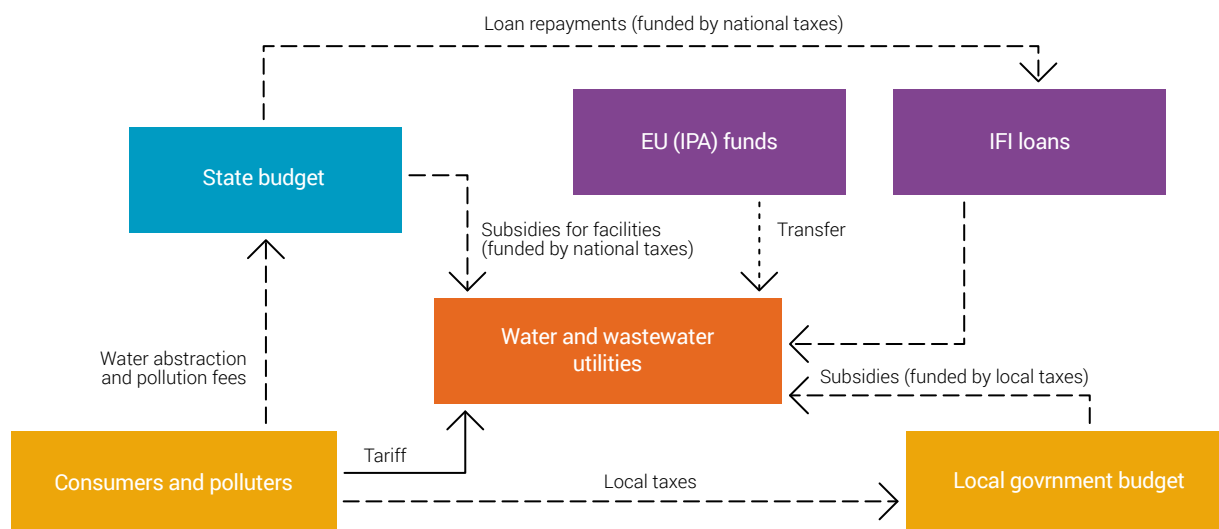 Loan repayments (funded by national taxes)
EU (IPA) funds
IFI loans
State budget
Subsidies for facilities
(funded by national taxes)
Transfer
Water and wastewater
utilities
Water abstraction
and pollution fees
Subsidies (funded by local taxes)
Tariff
Consumers and polluters
Local taxes
Local govrnment budget